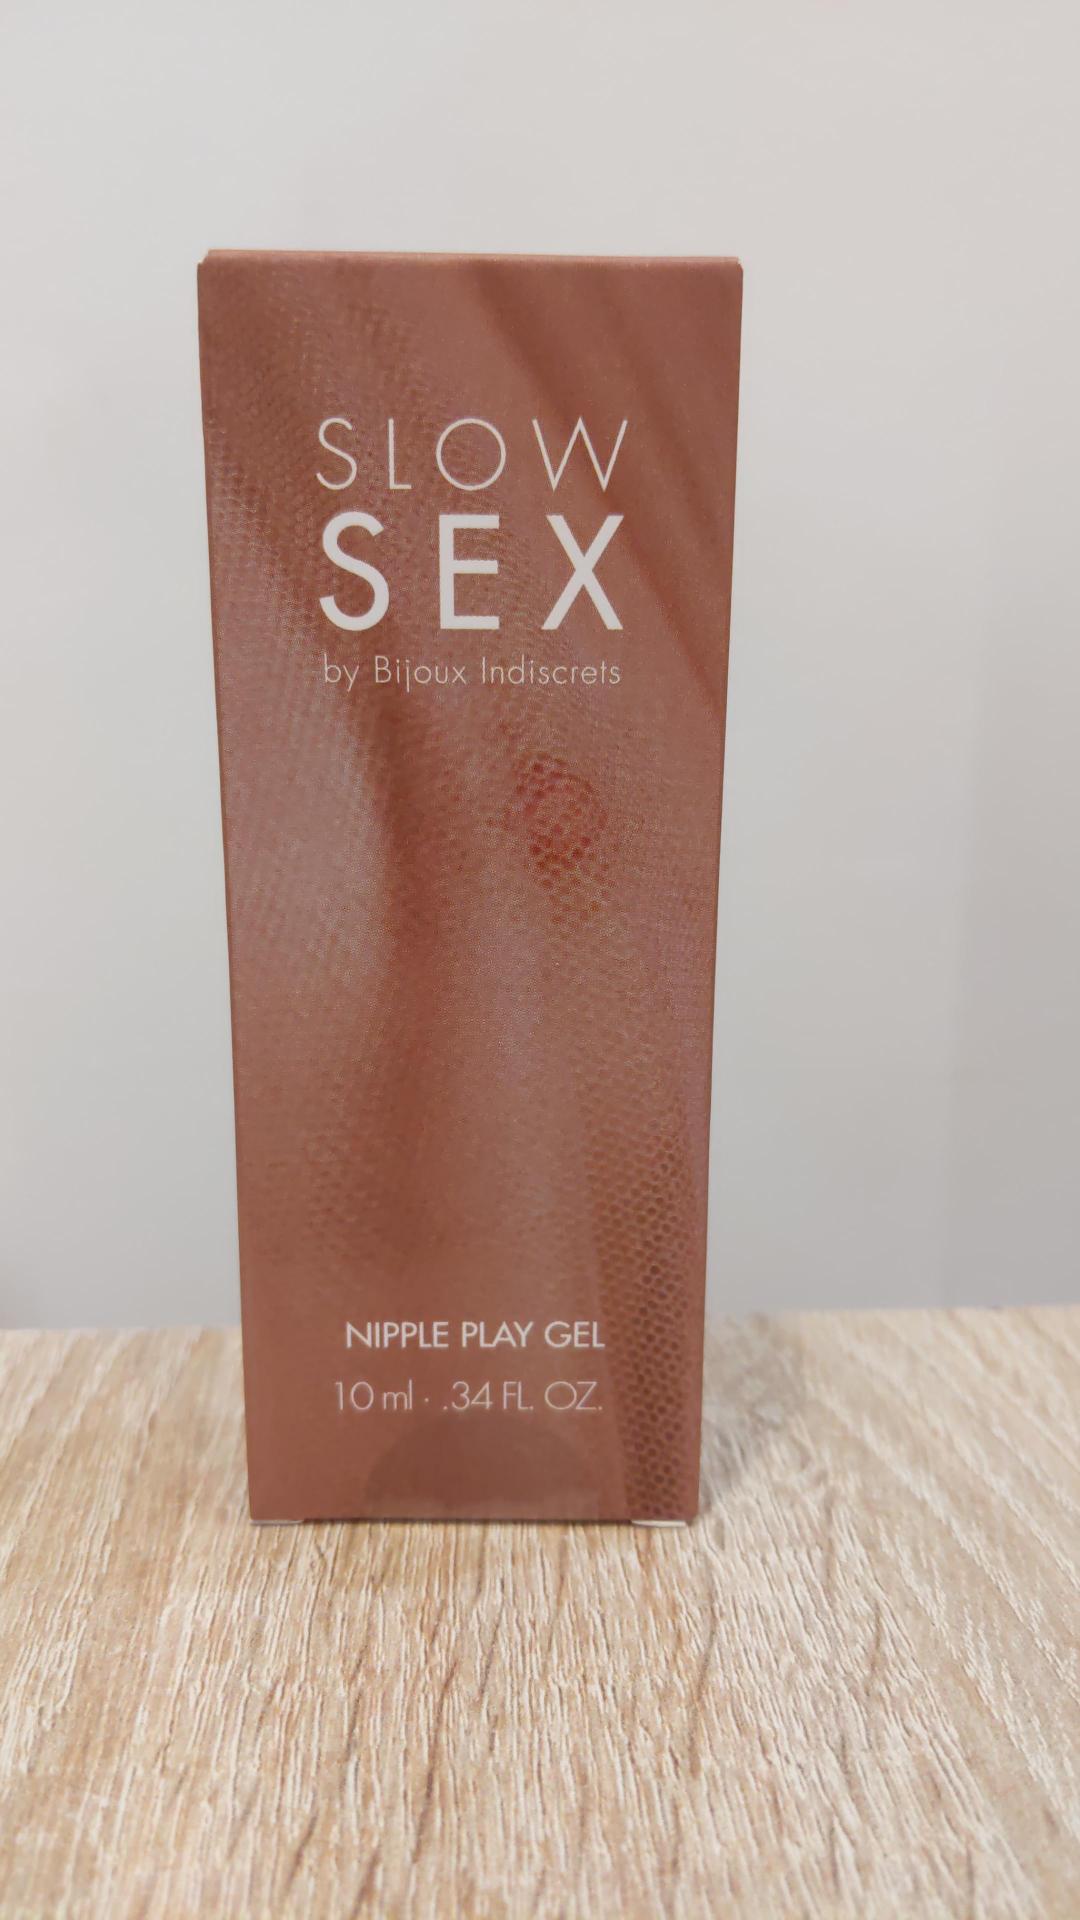 SLOW
SEX
by Bijoux Indiscrets
NIPPLE PLAY GEL
10 ml · .34 FL. OZ.